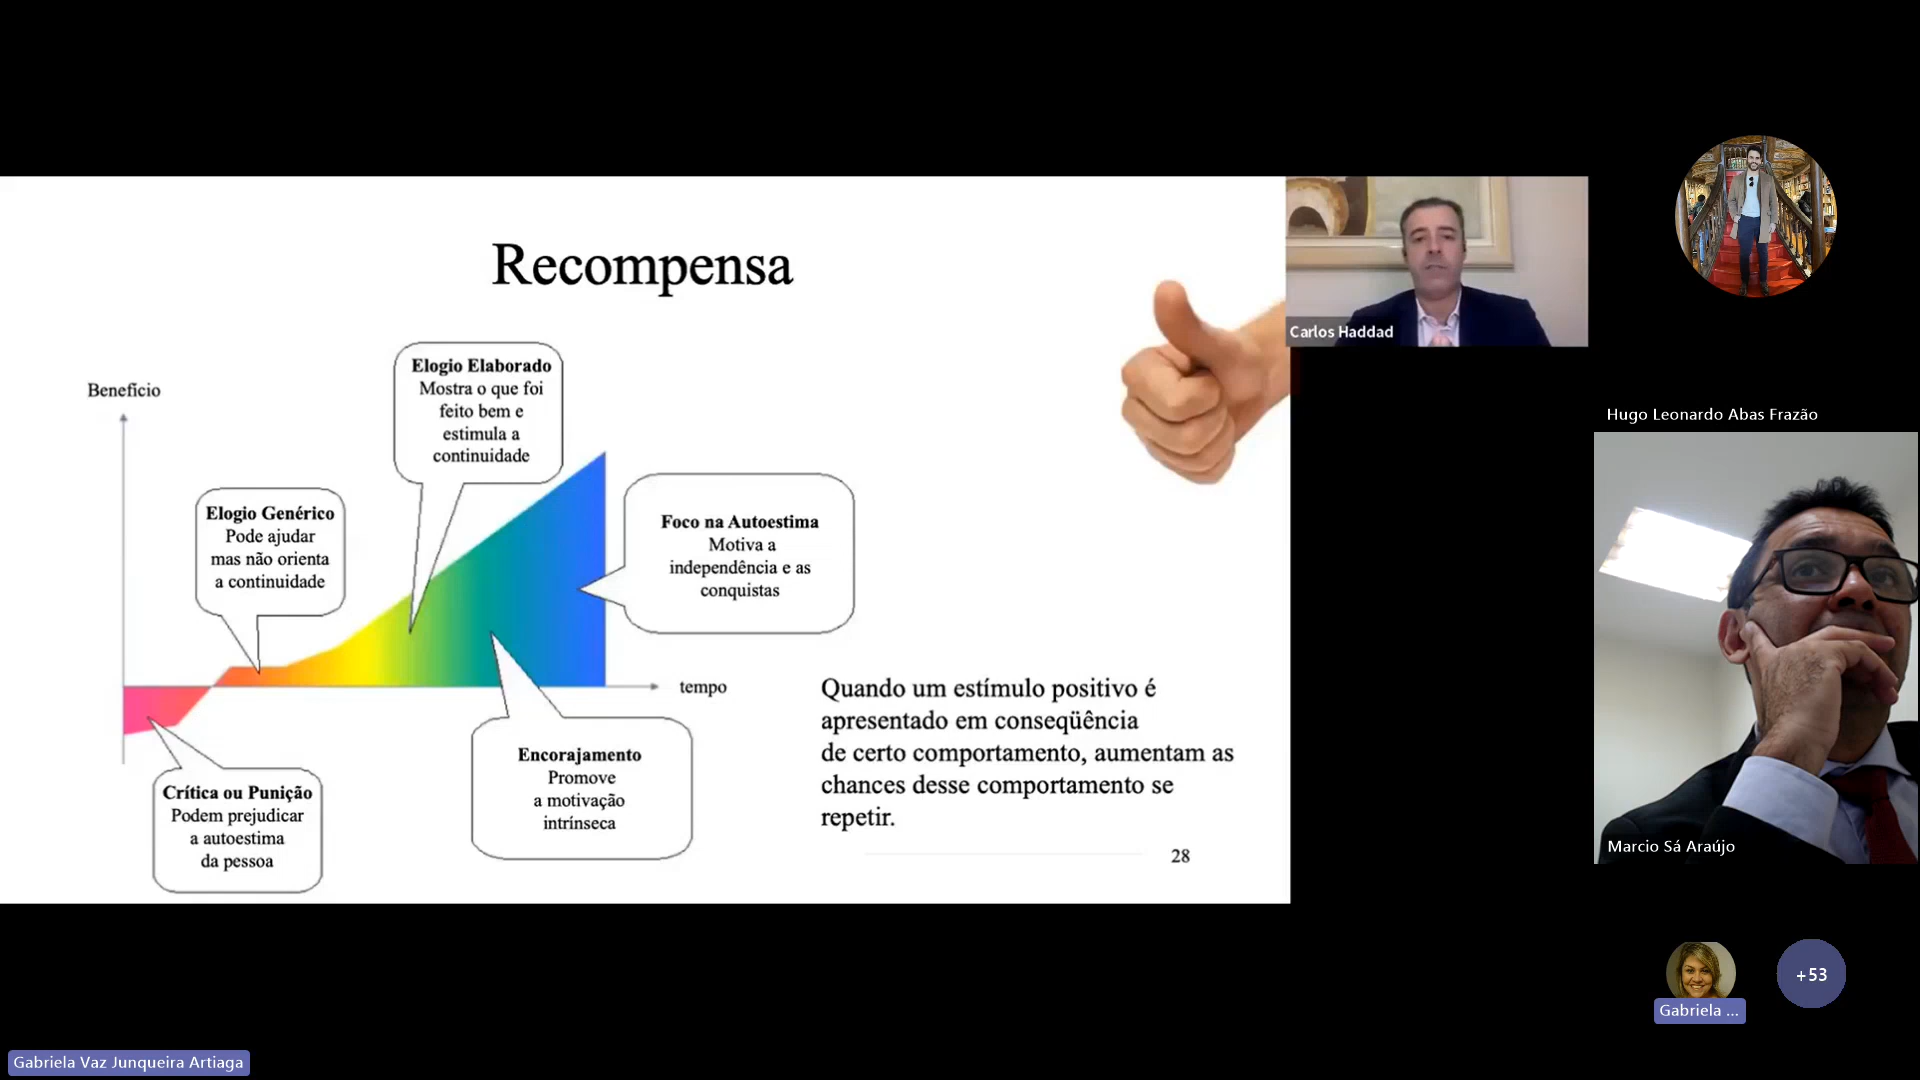 Recompensa
Benefício
Elogio Elaborado
Mostra o que foi
feito bem e
estimula a
continuidade
Elogio Genérico
Pode ajudar
mas não orienta
a continuidade
Foco na Autoestima
Motiva a
independência e as
conquistas
tempo
Crítica ou Punição
Podem prejudicar
a autoestima
da pessoa
Encorajamento
Promove
a motivação
intrínseca
Quando um estímulo positivo é
apresentado em conseqüência
de certo comportamento, aumentam as
chances desse comportamento se
repetir.
28
Carlos Haddad
Hugo Leonardo Abas Frazão
Marcio Sá Araújo
Gabriela ...
+53
Gabriela Vaz Junqueira Artiaga